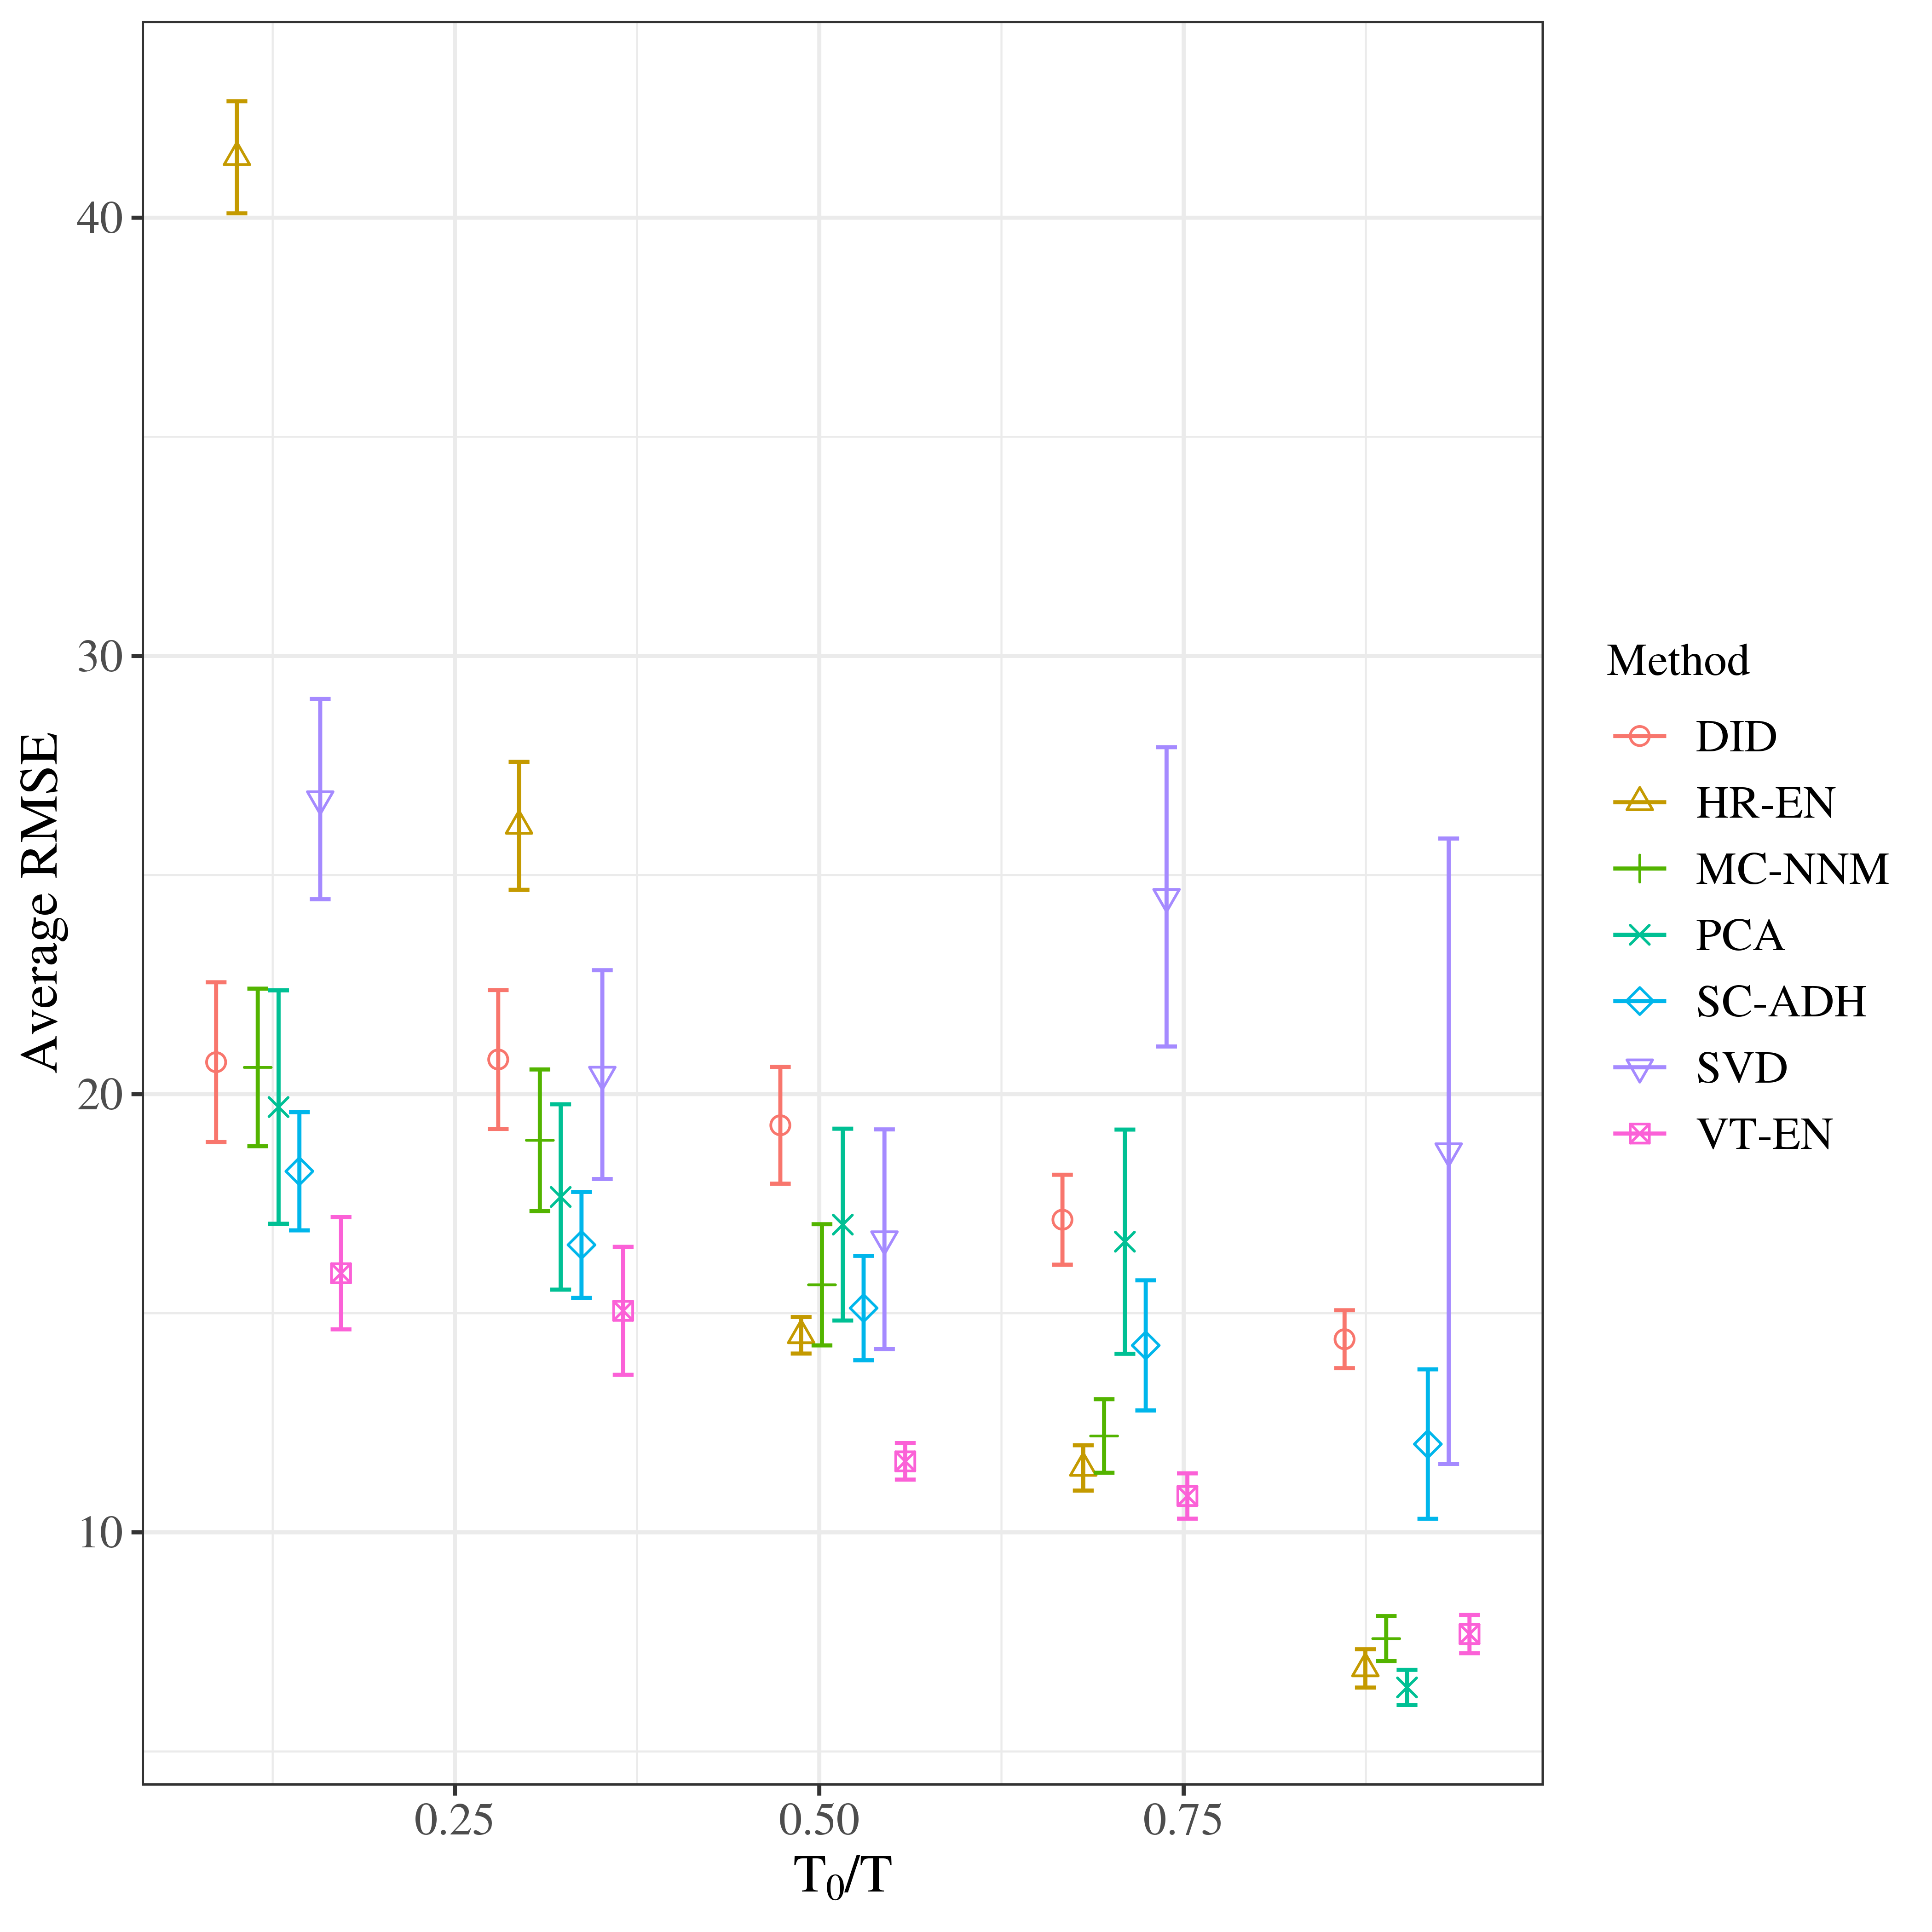 40
30
20
10
Average RMSE
0.25
0.50
0.75
T₀/T
Method
DID
HR-EN
MC-NNM
PCA
SC-ADH
SVD
VT-EN